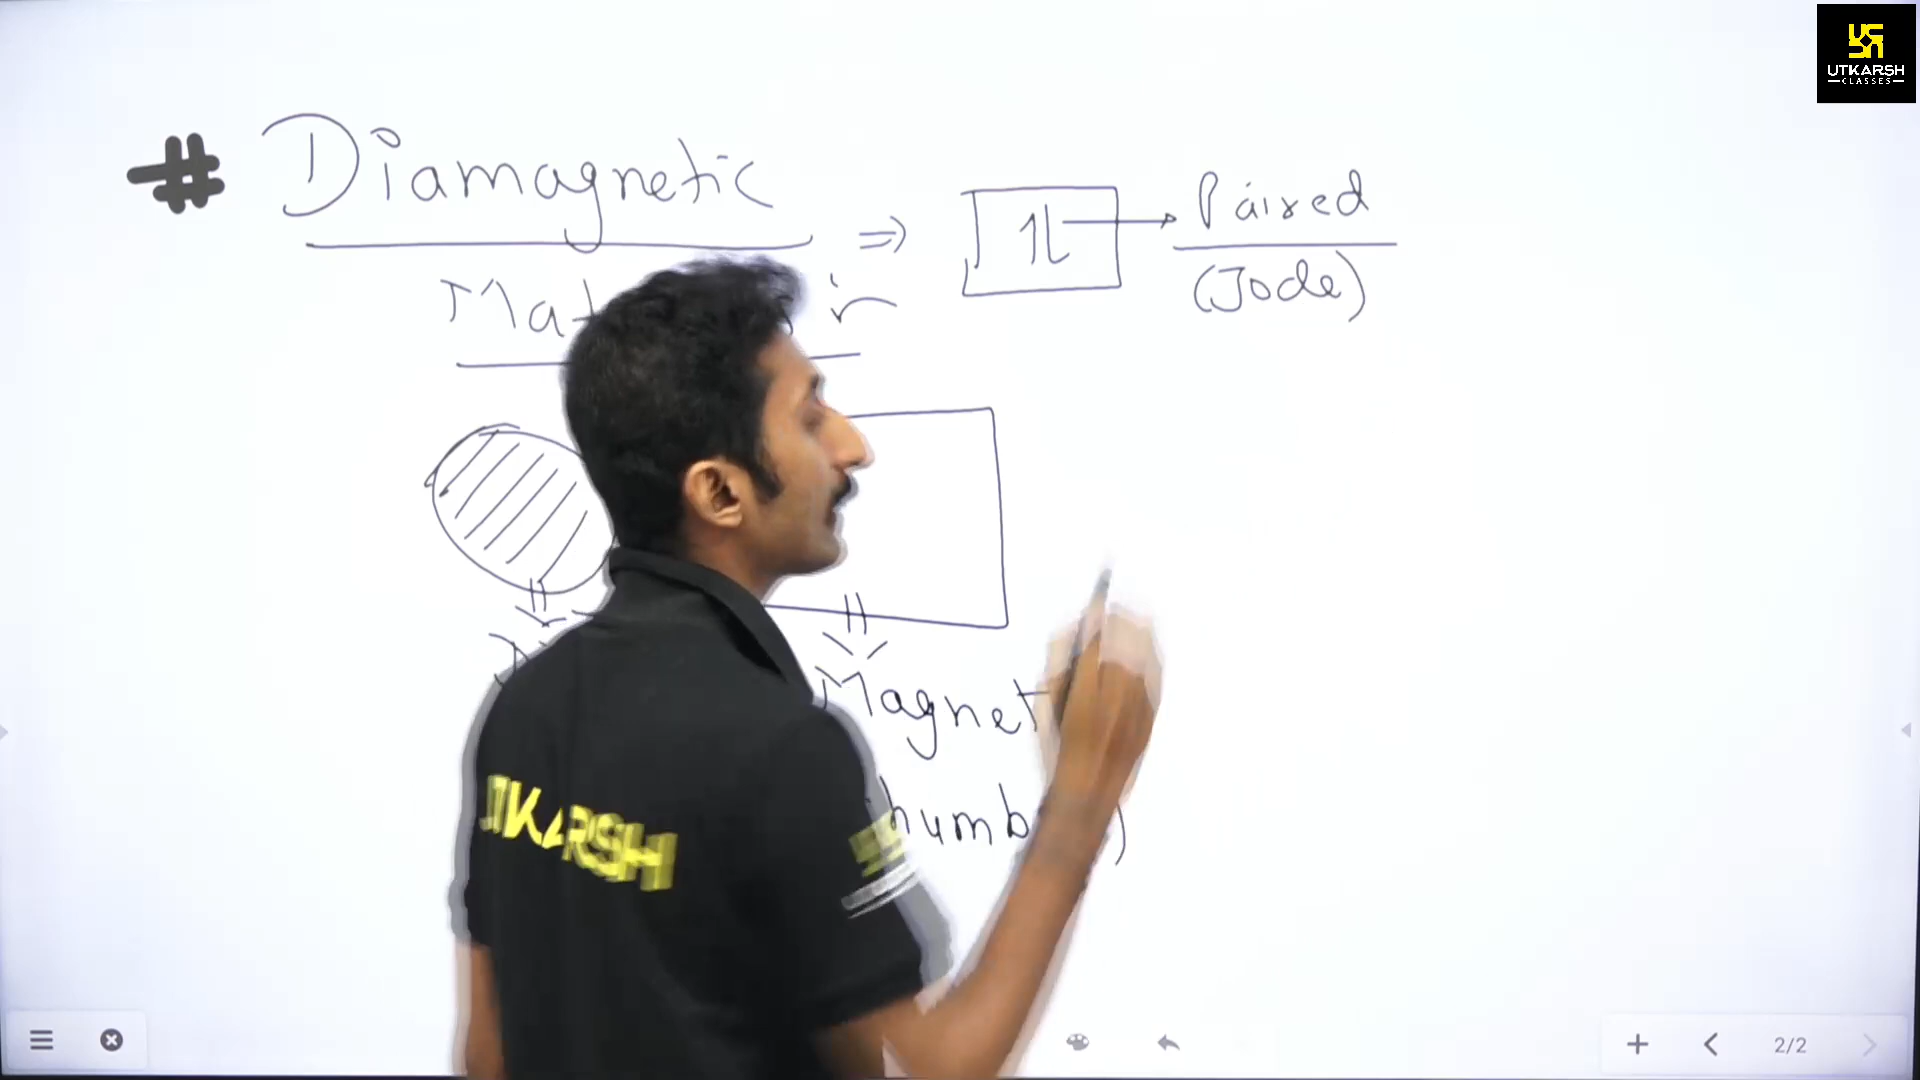 # Diamagnetic
⇒ 1l → Paired
(Jode)
Magnet
UTKARSH
UTKARSH
CLASSES
2/2